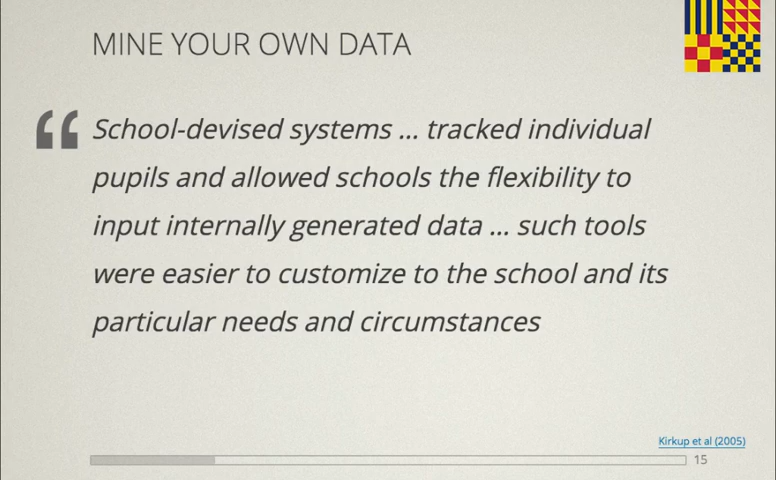 MINE YOUR OWN DATA
“ School-devised systems ... tracked individual
pupils and allowed schools the flexibility to
input internally generated data ... such tools
were easier to customize to the school and its
particular needs and circumstances
Kirkup et al (2005)
15